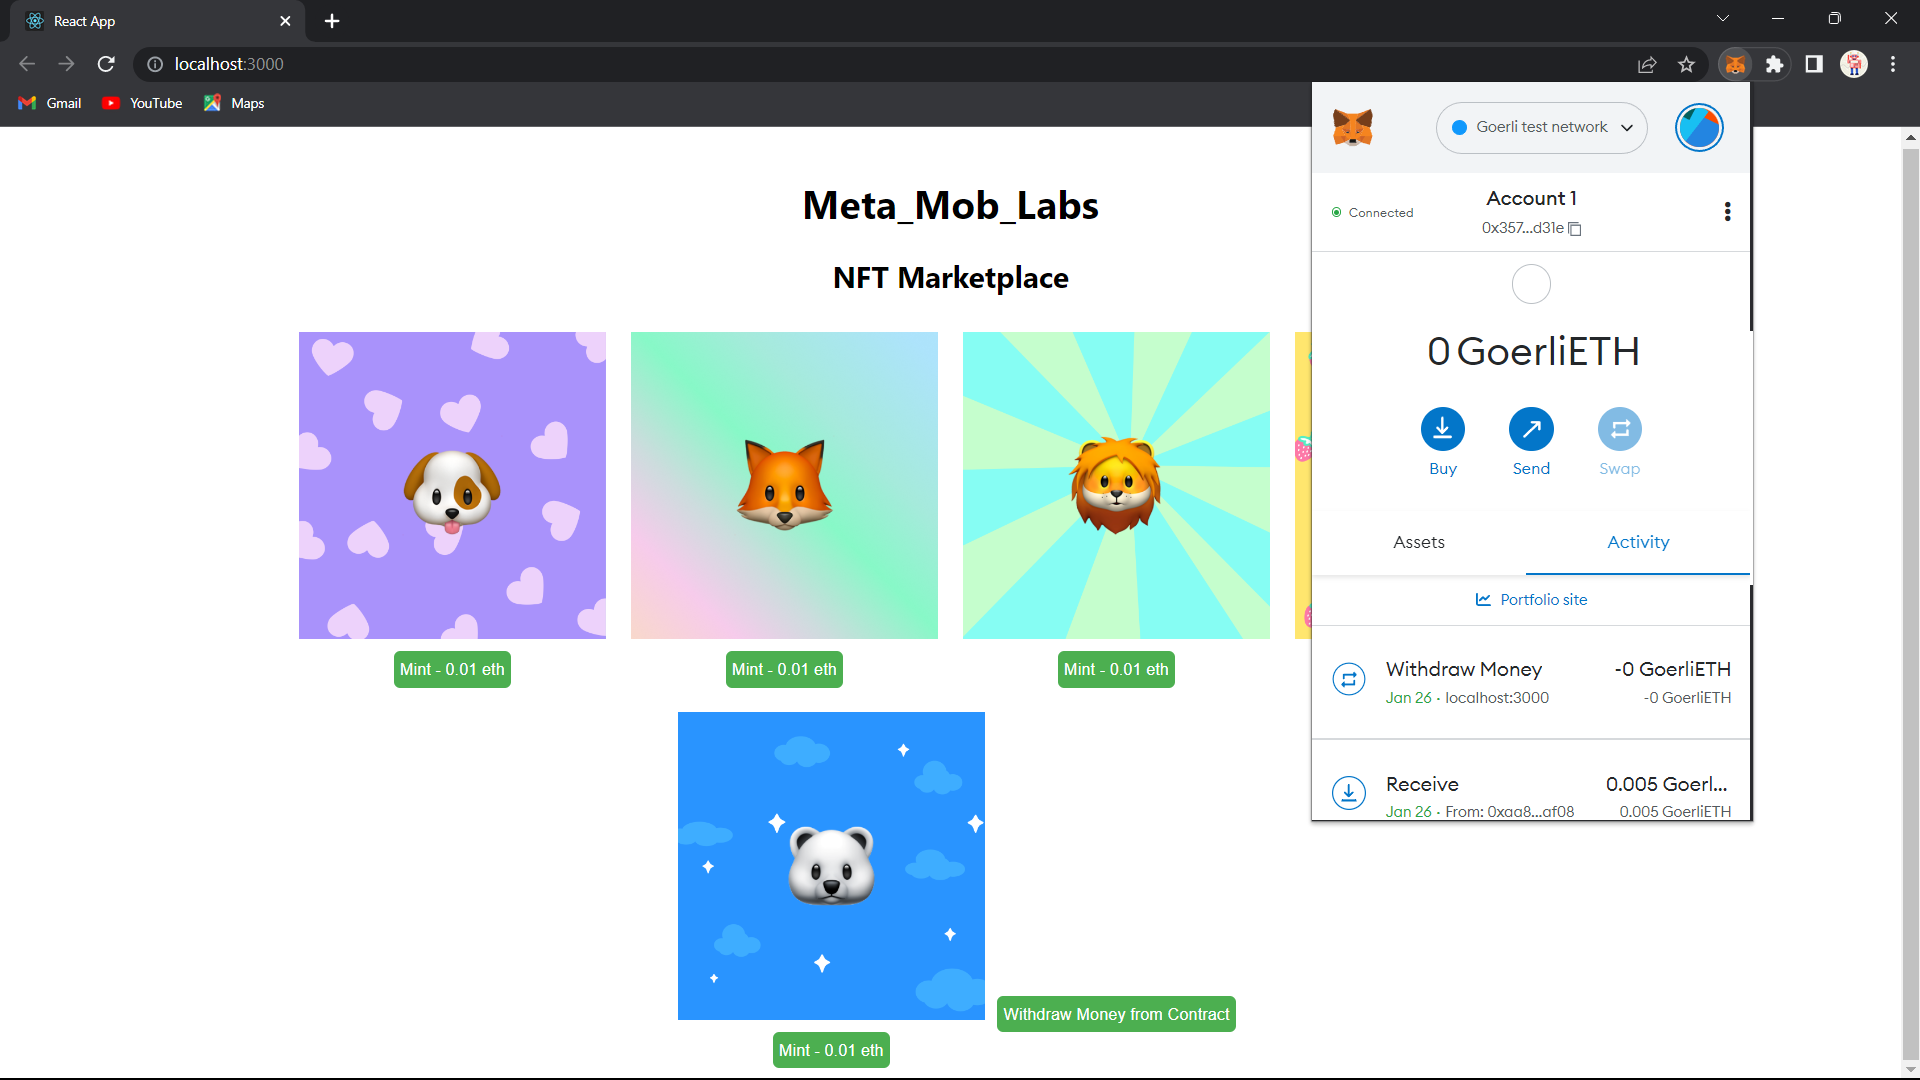 React App
localhost:3000
Gmail
YouTube
Maps
Meta_Mob_Labs
NFT Marketplace
Mint - 0.01 eth
Mint - 0.01 eth
Mint - 0.01 eth
Mint - 0.01 eth
Withdraw Money from Contract
Goerli test network
Connected
Account 1
0x357...d31e
0 GoerliETH
Buy
Send
Swap
Assets
Activity
Portfolio site
Withdraw Money
-0 GoerliETH
Jan 26 · localhost:3000
-0 GoerliETH
Receive
0.005 Goerl...
Jan 26 · From: 0xaa8...af08
0.005 GoerliETH